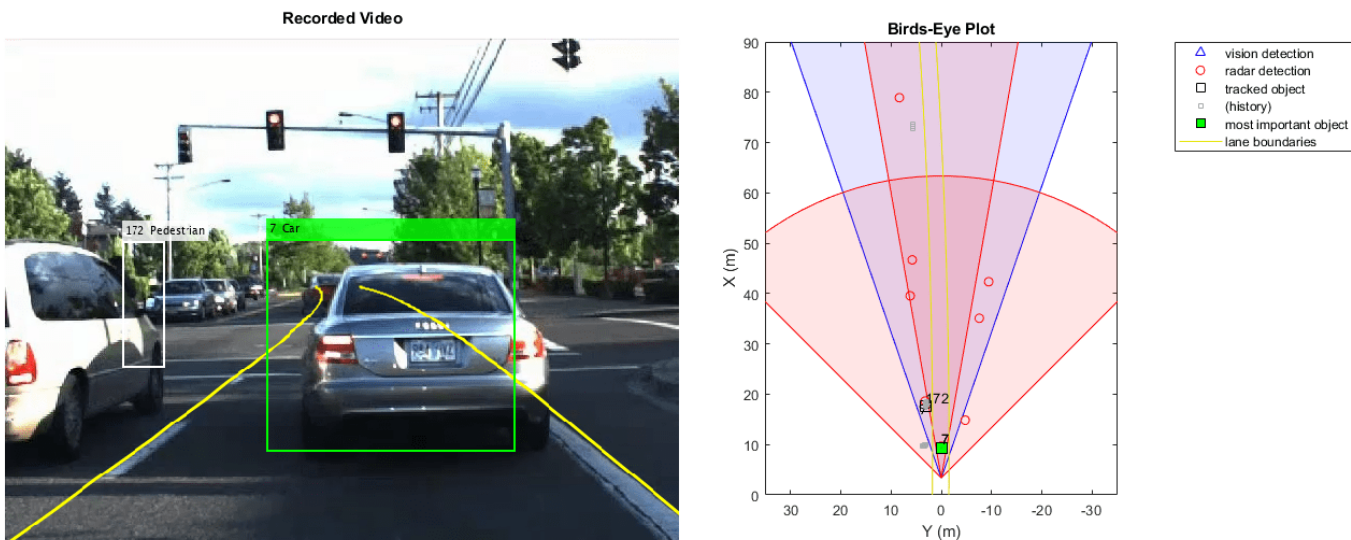 Recorded Video
172 Pedestrian
7 Car
Birds-Eye Plot
90
80
70
60
50
40
30
20
10
0
X (m)
172
7
30
20
10
0
-10
-20
-30
Y (m)
vision detection
radar detection
tracked object
(history)
most important object
lane boundaries